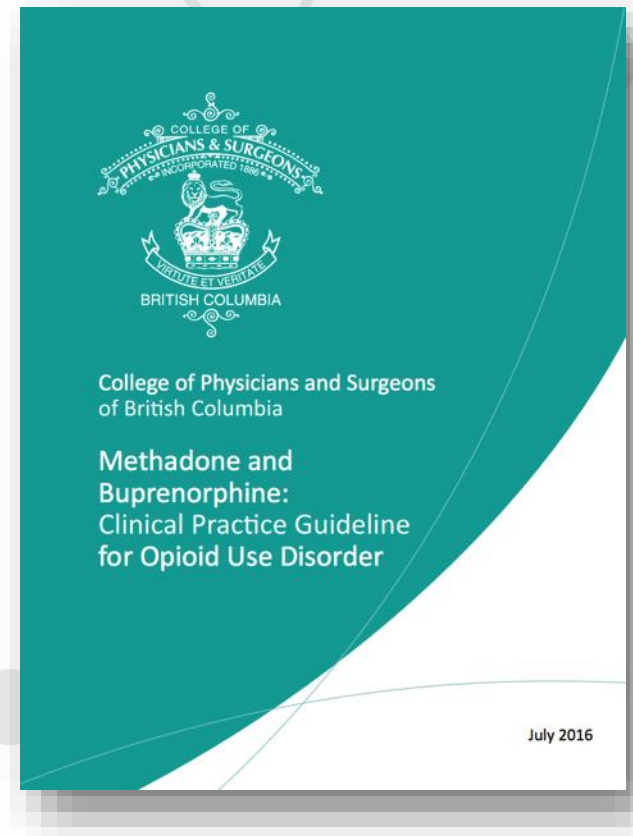 COLLEGE OF
PHYSICIANS & SURGEONS
INCORPORATED 1886
VIRTUTE ET VERITATE
BRITISH COLUMBIA
College of Physicians and Surgeons
of British Columbia
Methadone and
Buprenorphine:
Clinical Practice Guideline
for Opioid Use Disorder
July 2016